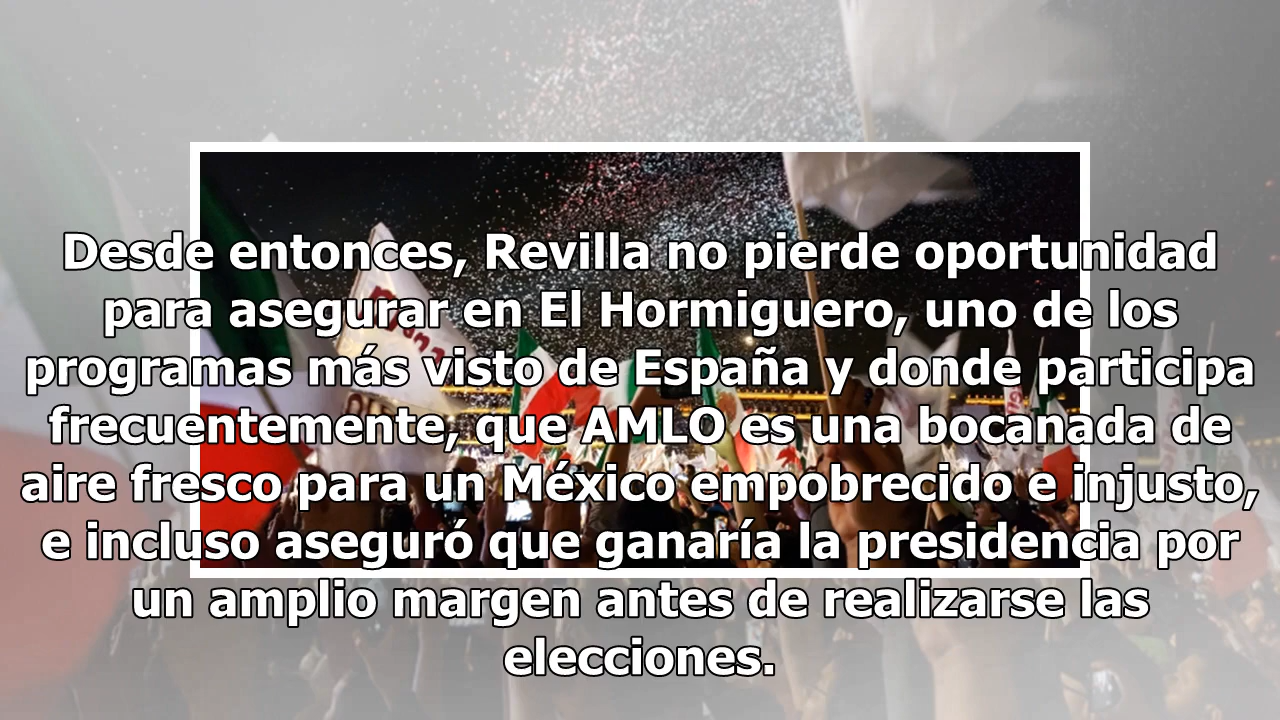 Desde entonces, Revilla no pierde oportunidad
para asegurar en El Hormiguero, uno de los
programas más visto de España y donde participa
frecuentemente, que AMLO es una bocanada de
aire fresco para un México empobrecido e injusto,
e incluso aseguró que ganaría la presidencia por
un amplio margen antes de realizarse las
elecciones.